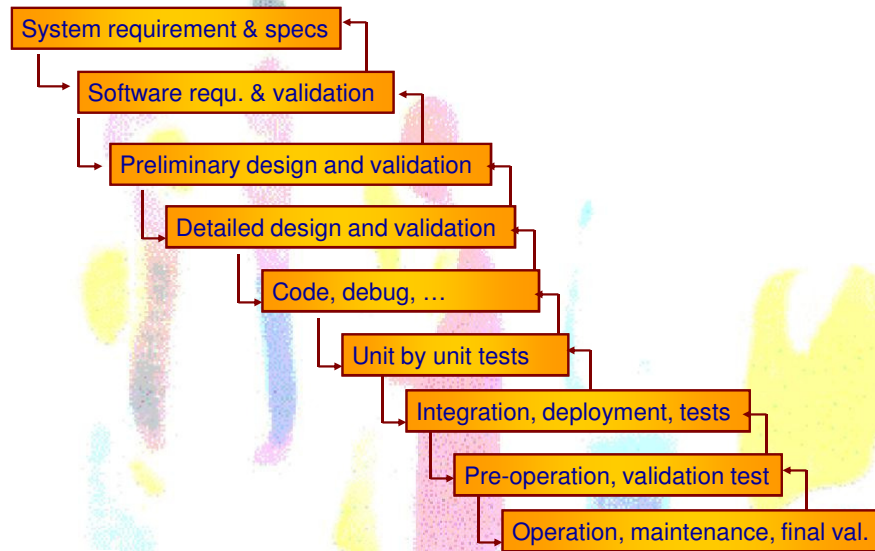 System requirement & specs
Software requ. & validation
Preliminary design and validation
Detailed design and validation
Code, debug, …
Unit by unit tests
Integration, deployment, tests
Pre-operation, validation test
Operation, maintenance, final val.